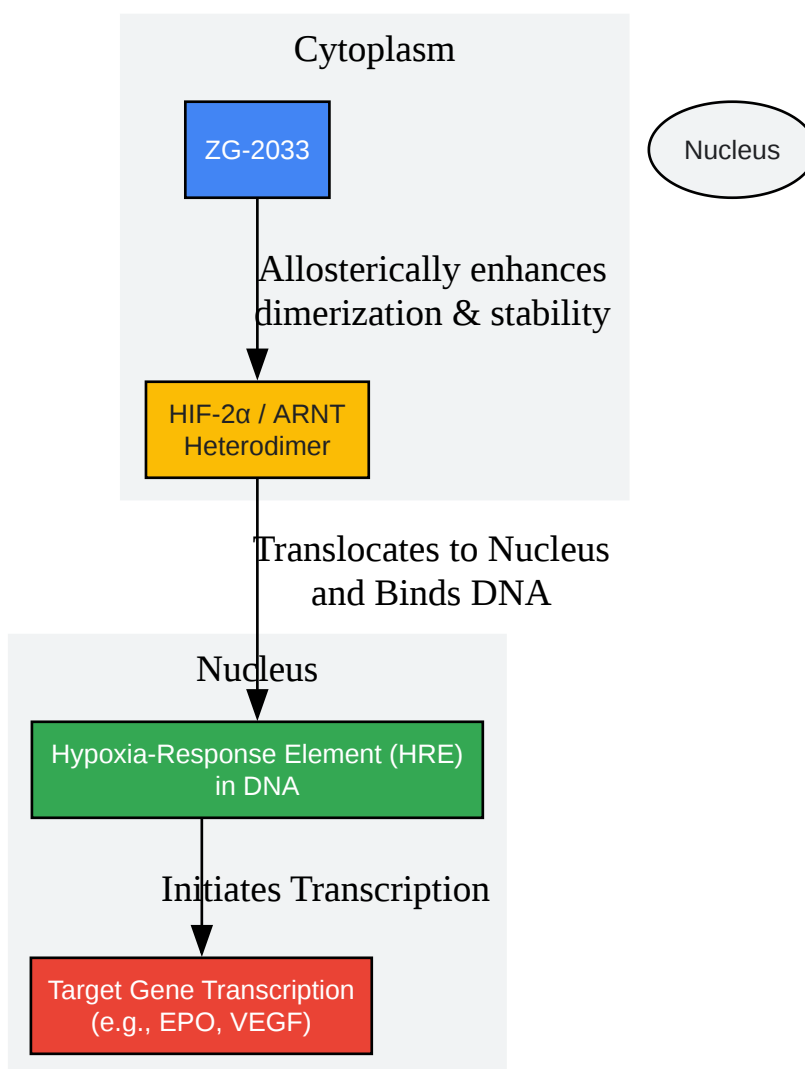 Cytoplasm
ZG-2033
Nucleus
Allosterically enhances
dimerization & stability
HIF-2α / ARNT
Heterodimer
Translocates to Nucleus
and Binds DNA
Nucleus
Hypoxia-Response Element (HRE)
in DNA
Initiates Transcription
Target Gene Transcription
(e.g., EPO, VEGF)